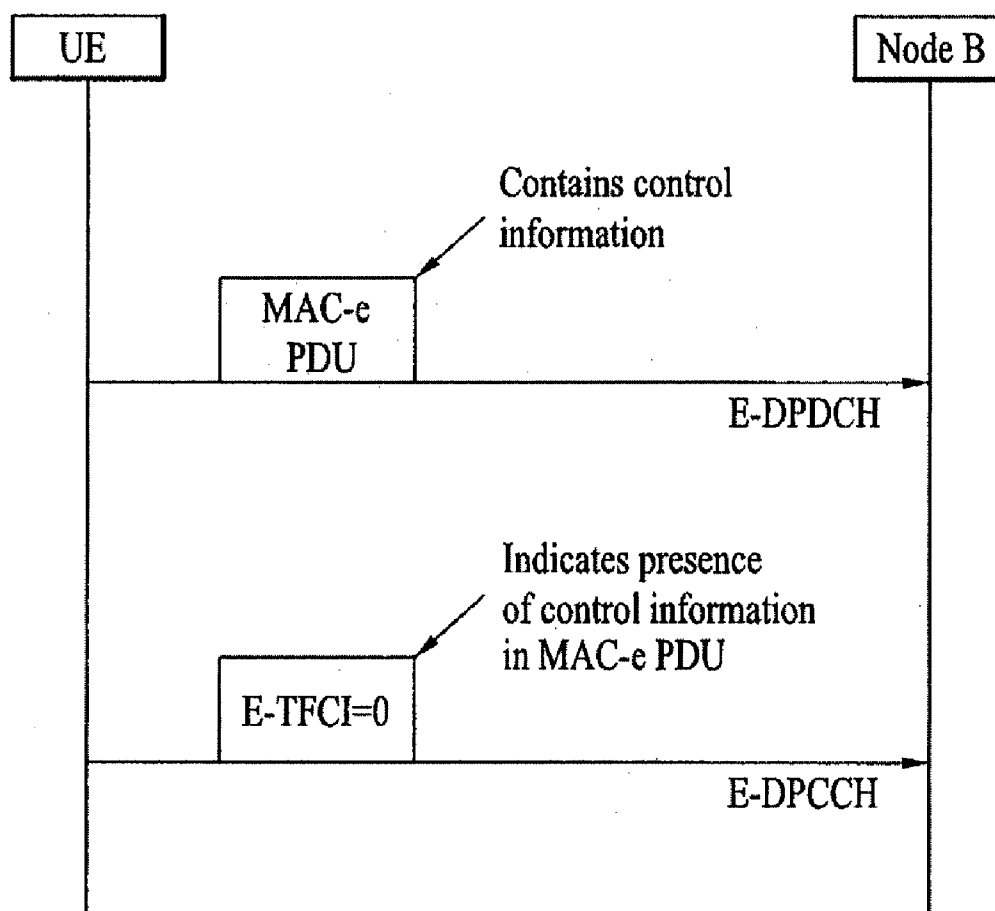 UE
Node B
Contains control
information
MAC-e
PDU
E-DPDCH
Indicates presence
of control information
in MAC-e PDU
E-TFCI=0
E-DPCCH